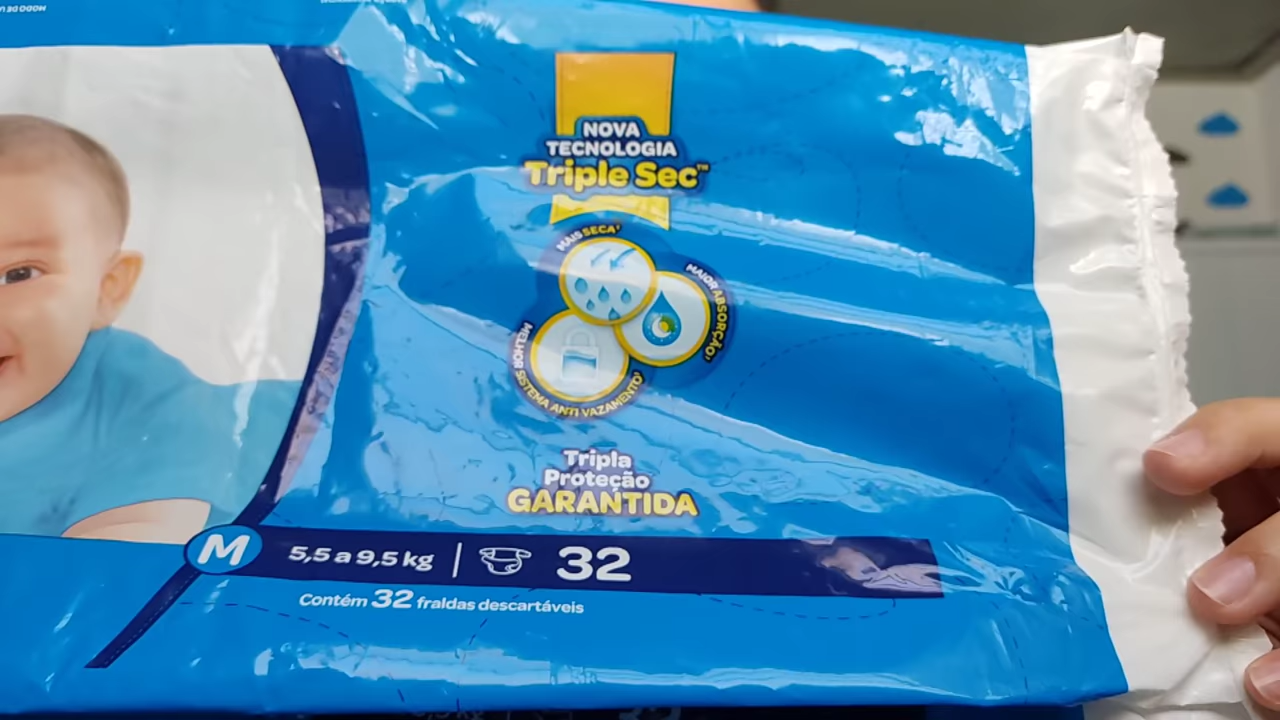 NOVA
TECNOLOGIA
Triple Sec™
MAIS SECA¹
MAIOR ABSORÇÃO¹
MELHOR SISTEMA ANTI VAZAMENTO¹
Tripla
Proteção
GARANTIDA
M 5,5 a 9,5 kg | 32
Contém 32 fraldas descartáveis